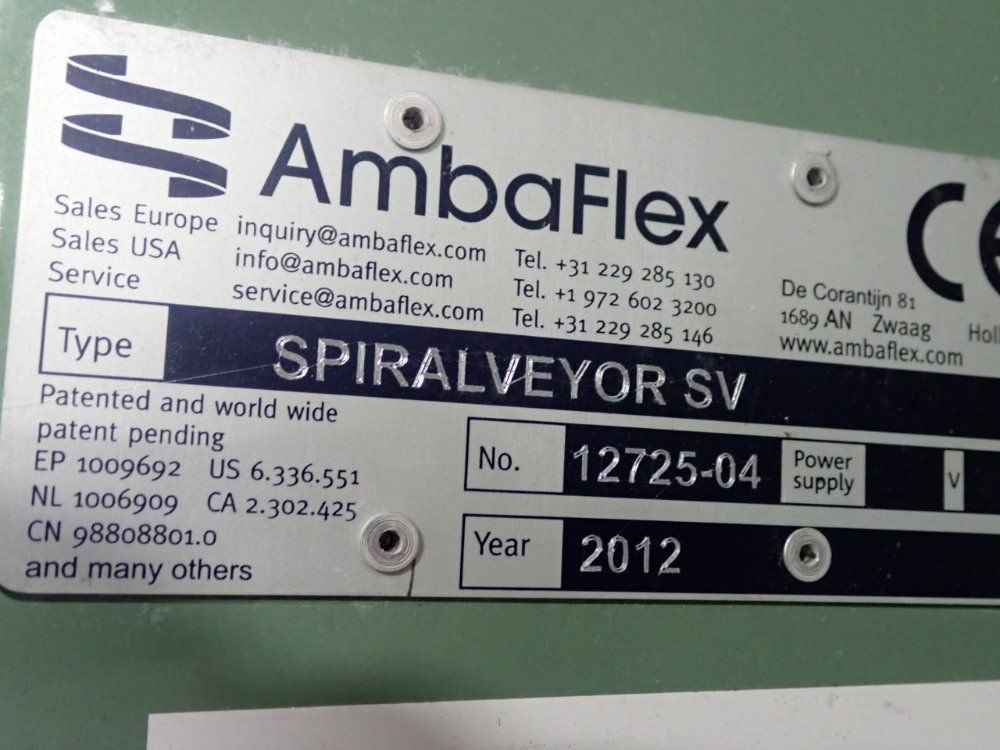 AmbaFlex
CE
Sales Europe inquiry@ambaflex.com Tel. +31 229 285 130
Sales USA info@ambaflex.com Tel. +1 972 602 3200
Service service@ambaflex.com Tel. +31 229 285 146
De Corantijn 81
1689 AN Zwaag Holl
www.ambaflex.com
Type SPIRALVEYOR SV
Patented and world wide
patent pending
EP 1009692 US 6.336.551
NL 1006909 CA 2.302.425
CN 98808801.0
and many others
No. 12725-04 Power supply V
Year 2012